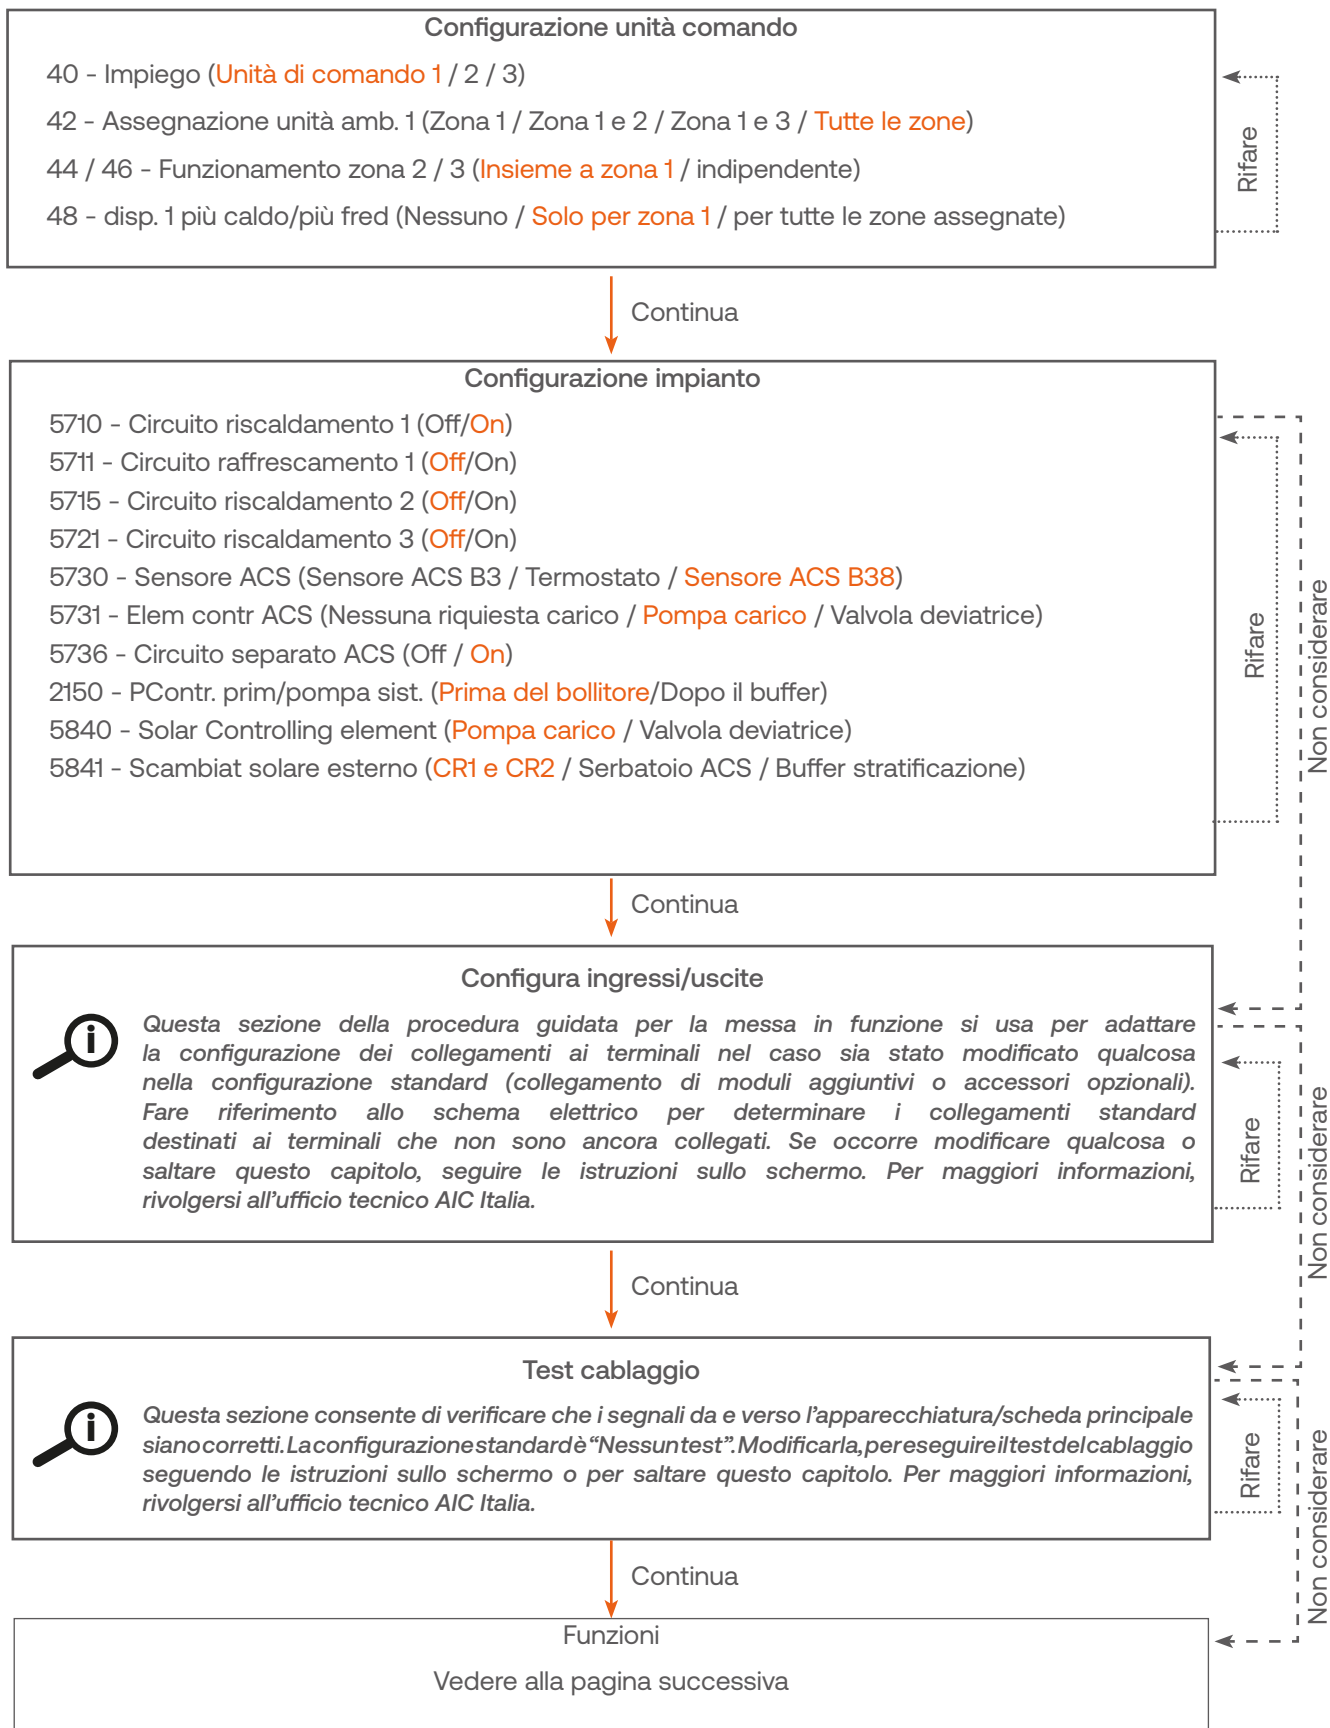 Configurazione unità comando
40 - Impiego (Unità di comando 1 / 2 / 3)
42 - Assegnazione unità amb. 1 (Zona 1 / Zona 1 e 2 / Zona 1 e 3 / Tutte le zone)
44 / 46 - Funzionamento zona 2 / 3 (Insieme a zona 1 / indipendente)
48 - disp. 1 più caldo/più fred (Nessuno / Solo per zona 1 / per tutte le zone assegnate)
Rifare
Continua
Configurazione impianto
5710 - Circuito riscaldamento 1 (Off/On)
5711 - Circuito raffrescamento 1 (Off/On)
5715 - Circuito riscaldamento 2 (Off/On)
5721 - Circuito riscaldamento 3 (Off/On)
5730 - Sensore ACS (Sensore ACS B3 / Termostato / Sensore ACS B38)
5731 - Elem contr ACS (Nessuna riquiesta carico / Pompa carico / Valvola deviatrice)
5736 - Circuito separato ACS (Off / On)
2150 - PContr. prim/pompa sist. (Prima del bollitore/Dopo il buffer)
5840 - Solar Controlling element (Pompa carico / Valvola deviatrice)
5841 - Scambiat solare esterno (CR1 e CR2 / Serbatoio ACS / Buffer stratificazione)
Rifare
Non considerare
Continua
Configura ingressi/uscite
Questa sezione della procedura guidata per la messa in funzione si usa per adattare
la configurazione dei collegamenti ai terminali nel caso sia stato modificato qualcosa
nella configurazione standard (collegamento di moduli aggiuntivi o accessori opzionali).
Fare riferimento allo schema elettrico per determinare i collegamenti standard
destinati ai terminali che non sono ancora collegati. Se occorre modificare qualcosa o
saltare questo capitolo, seguire le istruzioni sullo schermo. Per maggiori informazioni,
rivolgersi all'ufficio tecnico AIC Italia.
Rifare
Non considerare
Continua
Test cablaggio
Questa sezione consente di verificare che i segnali da e verso l'apparecchiatura/scheda principale
siano corretti. La configurazione standard è “Nessun test”. Modificarla, per eseguire il test del cablaggio
seguendo le istruzioni sullo schermo o per saltare questo capitolo. Per maggiori informazioni,
rivolgersi all'ufficio tecnico AIC Italia.
Rifare
Non considerare
Continua
Funzioni
Vedere alla pagina successiva